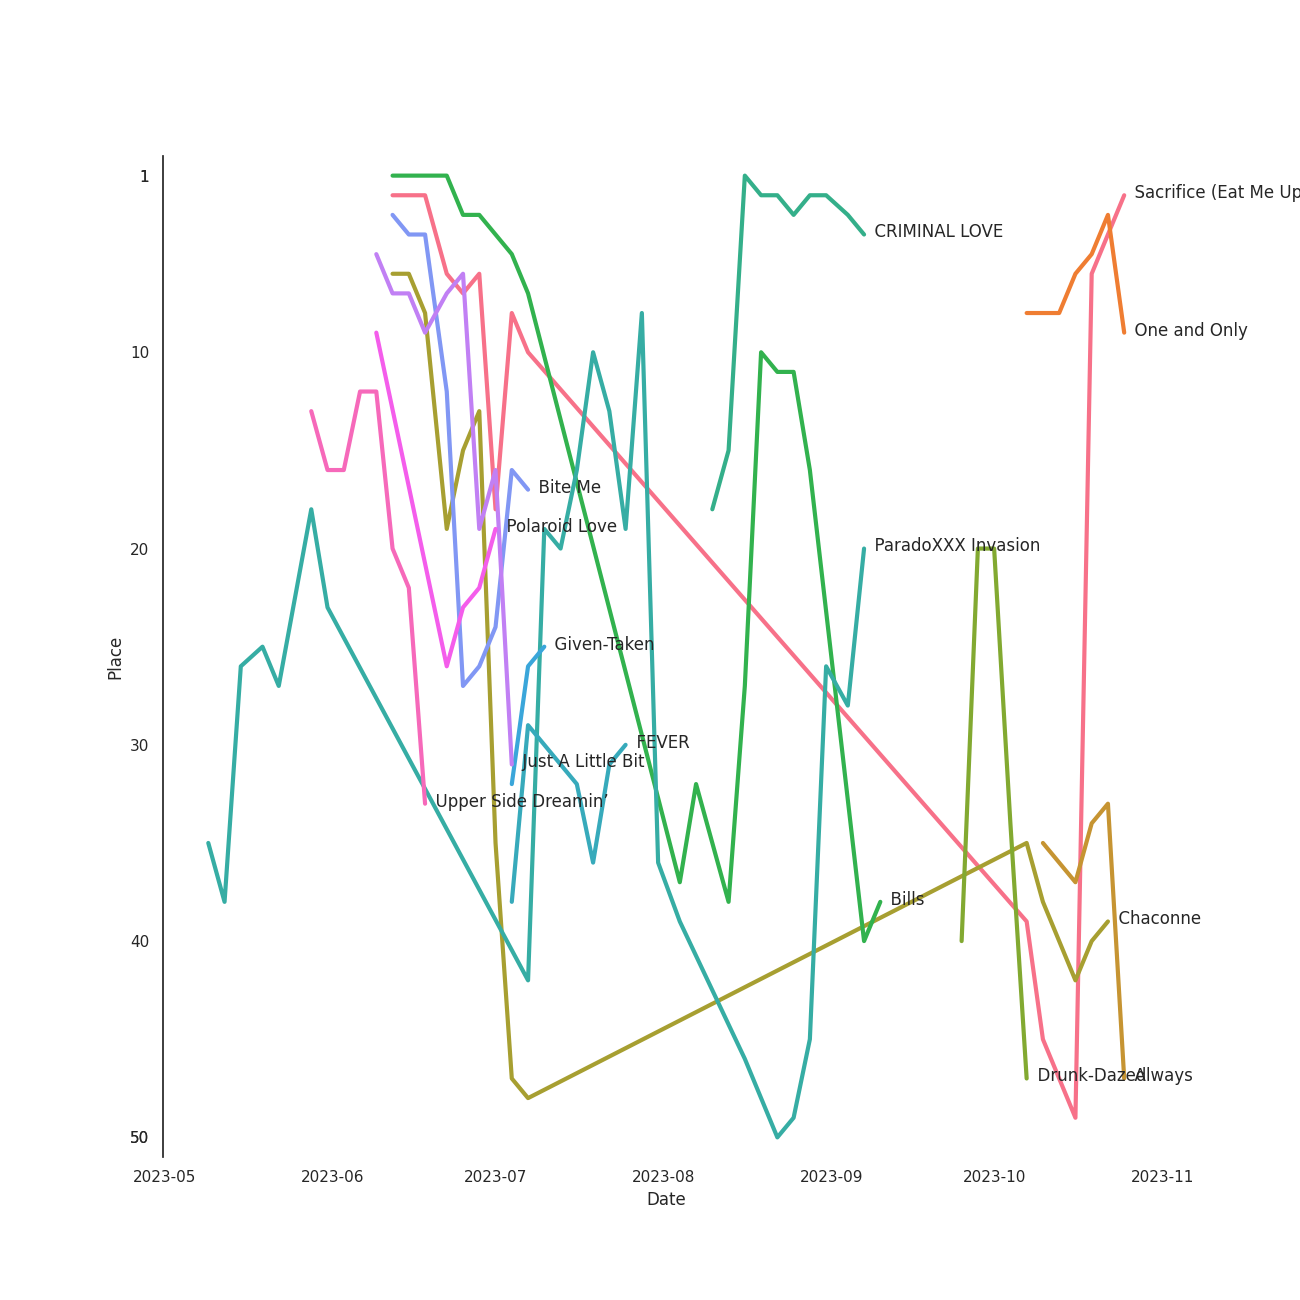 1
Sacrifice (Eat Me Up
CRIMINAL LOVE
One and Only
10
Bite Me
Polaroid Love
20
ParadoXXX Invasion
Given-Taken
30
FEVER
Just A Little Bit
Upper Side Dreamin’
Bills
40
Chaconne
Drunk-Dazed
Always
50
2023-05
2023-06
2023-07
2023-08
2023-09
2023-10
2023-11
Place
Date